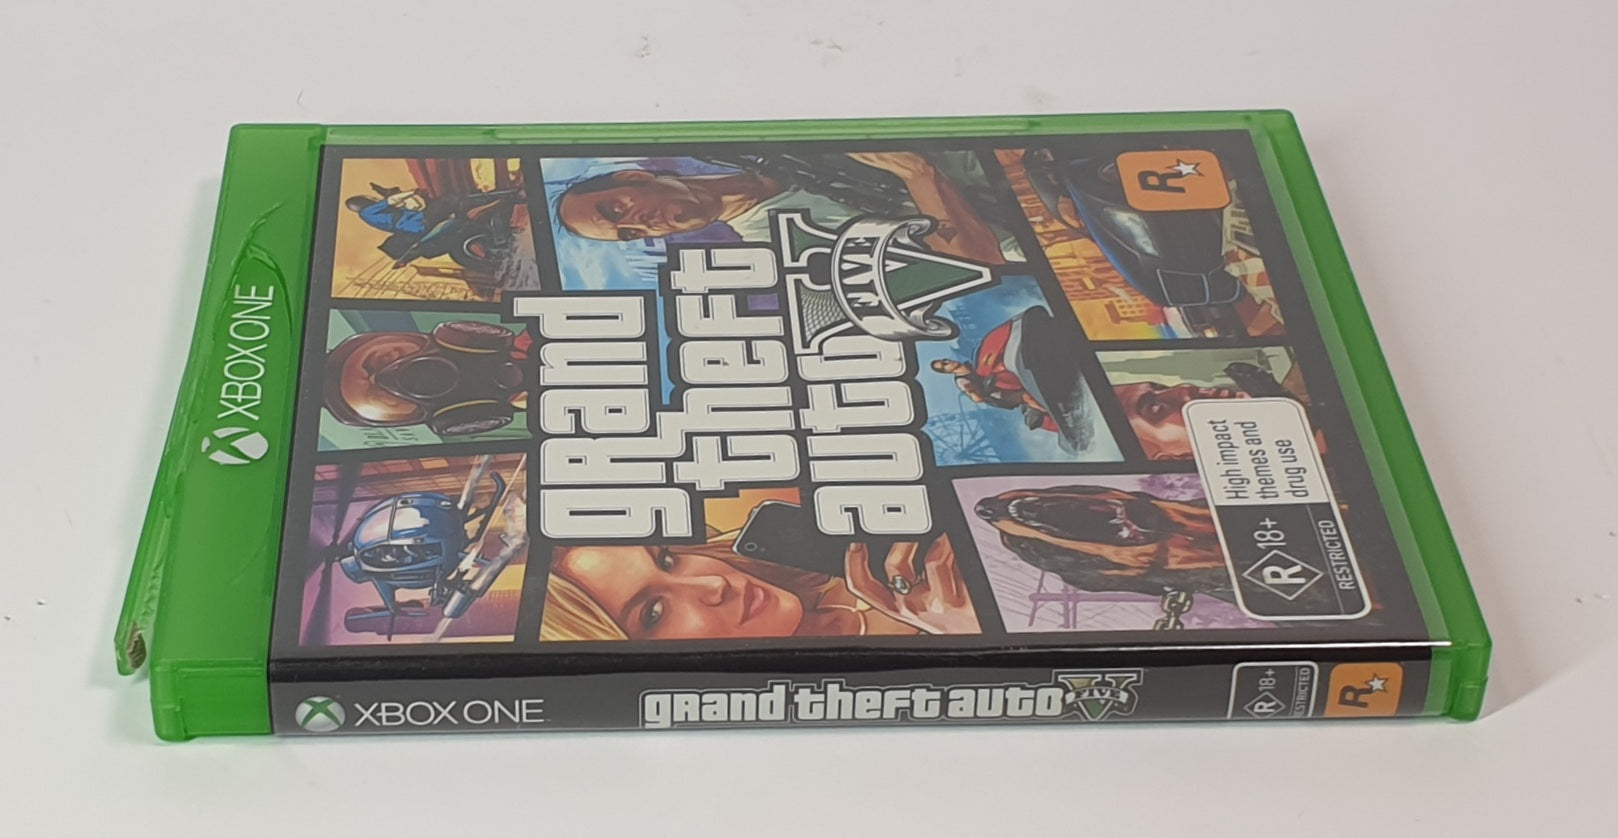 XBOX ONE
grand
theft
auto
FIVE
R
High impact
themes and
drug use
R 18+
RESTRICTED
XBOX ONE
grand theft auto
FIVE
R 18+
RESTRICTED
R